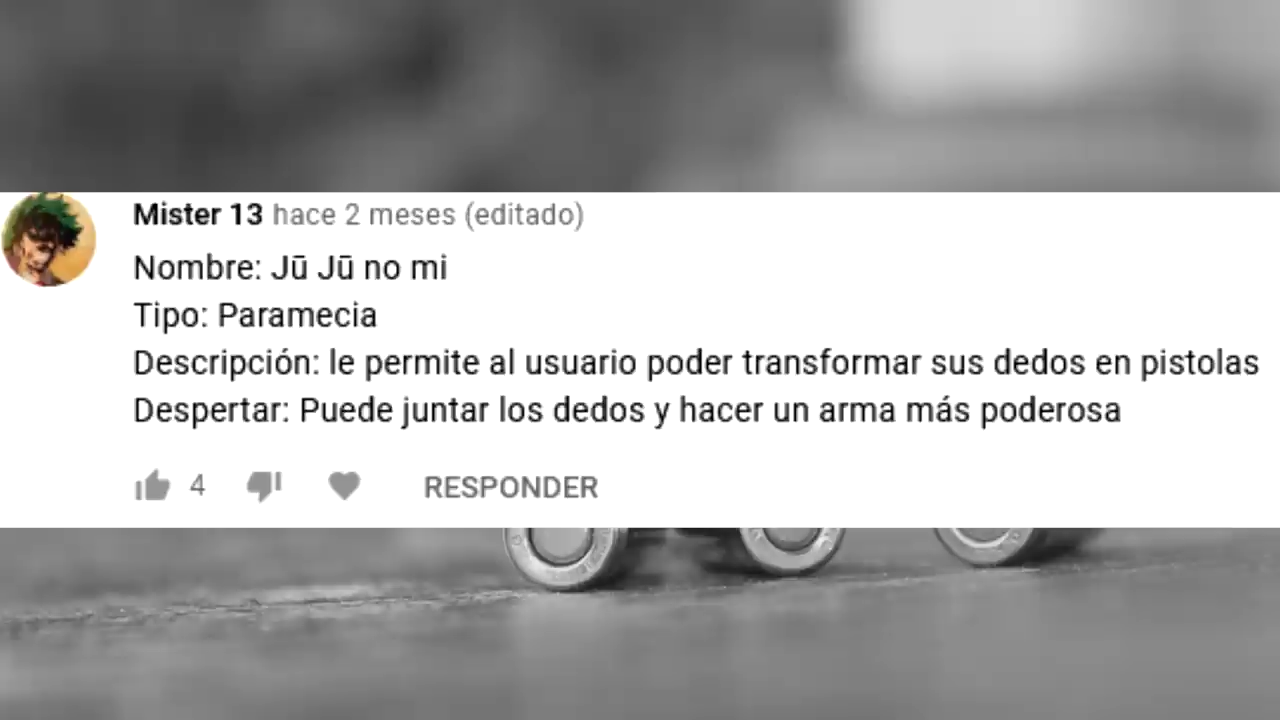 Mister 13 hace 2 meses (editado)
Nombre: Jū Jū no mi
Tipo: Paramecia
Descripción: le permite al usuario poder transformar sus dedos en pistolas
Despertar: Puede juntar los dedos y hacer un arma más poderosa
4 RESPONDER